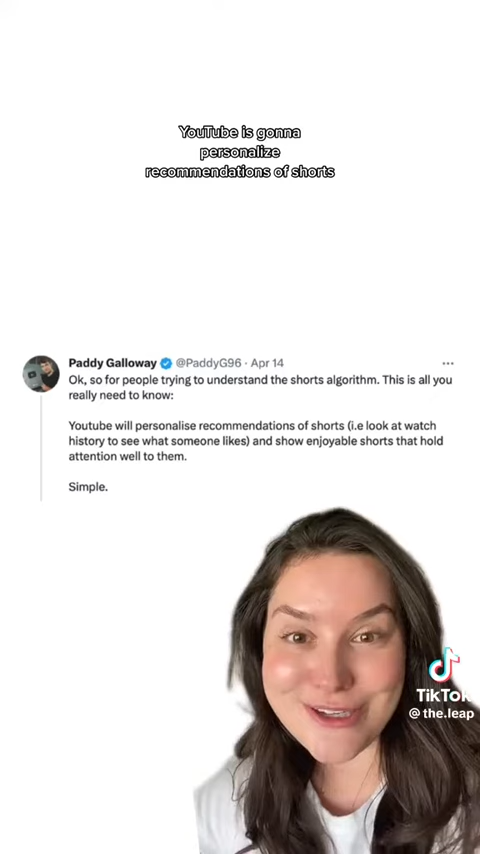 YouTube is gonna
personalize
recommendations of shorts
Paddy Galloway @PaddyG96 · Apr 14
Ok, so for people trying to understand the shorts algorithm. This is all you
really need to know:
Youtube will personalise recommendations of shorts (i.e look at watch
history to see what someone likes) and show enjoyable shorts that hold
attention well to them.
Simple.
TikTok
@ the.leap